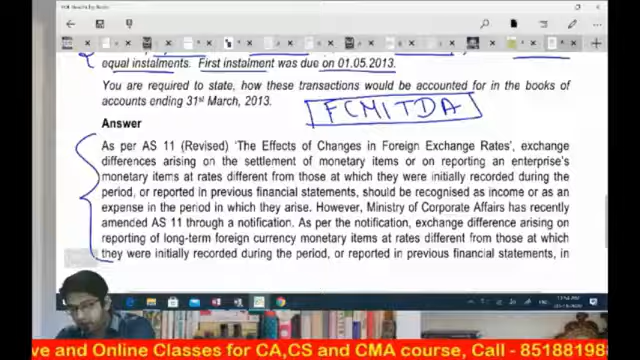 equal instalments. First instalment was due on 01.05.2013.
You are required to state, how these transactions would be accounted for in the books of
accounts ending 31st March, 2013.
FCMITDA
Answer
As per AS 11 (Revised) 'The Effects of Changes in Foreign Exchange Rates', exchange
differences arising on the settlement of monetary items or on reporting an enterprise's
monetary items at rates different from those at which they were initially recorded during the
period, or reported in previous financial statements, should be recognised as income or as an
expense in the period in which they arise. However, Ministry of Corporate Affairs has recently
amended AS 11 through a notification. As per the notification, exchange difference arising on
reporting of long-term foreign currency monetary items at rates different from those at which
they were initially recorded during the period, or reported in previous financial statements, in
ive and Online Classes for CA,CS and CMA course, Call - 851881988